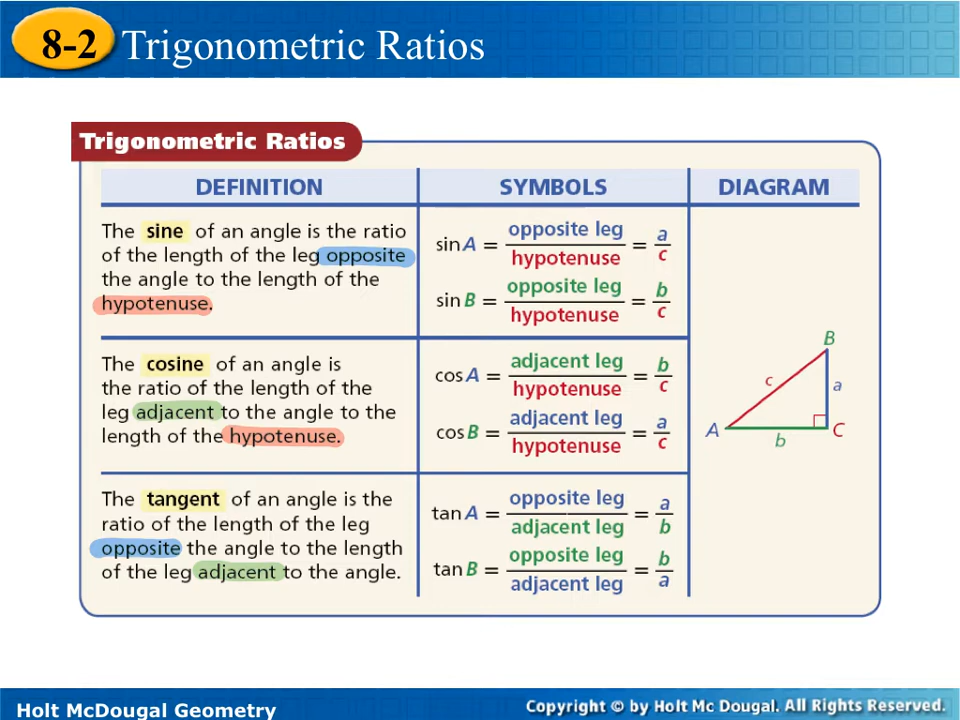 8-2 Trigonometric Ratios
Trigonometric Ratios
DEFINITION SYMBOLS DIAGRAM
The sine of an angle is the ratio
of the length of the leg opposite
the angle to the length of the
hypotenuse.
sin A = opposite leg / hypotenuse = a / c
sin B = opposite leg / hypotenuse = b / c
The cosine of an angle is
the ratio of the length of the
leg adjacent to the angle to the
length of the hypotenuse.
cos A = adjacent leg / hypotenuse = b / c
cos B = adjacent leg / hypotenuse = a / c
The tangent of an angle is the
ratio of the length of the leg
opposite the angle to the length
of the leg adjacent to the angle.
tan A = opposite leg / adjacent leg = a / b
tan B = opposite leg / adjacent leg = b / a
B
c a
A b C
Holt McDougal Geometry
Copyright © by Holt Mc Dougal. All Rights Reserved.